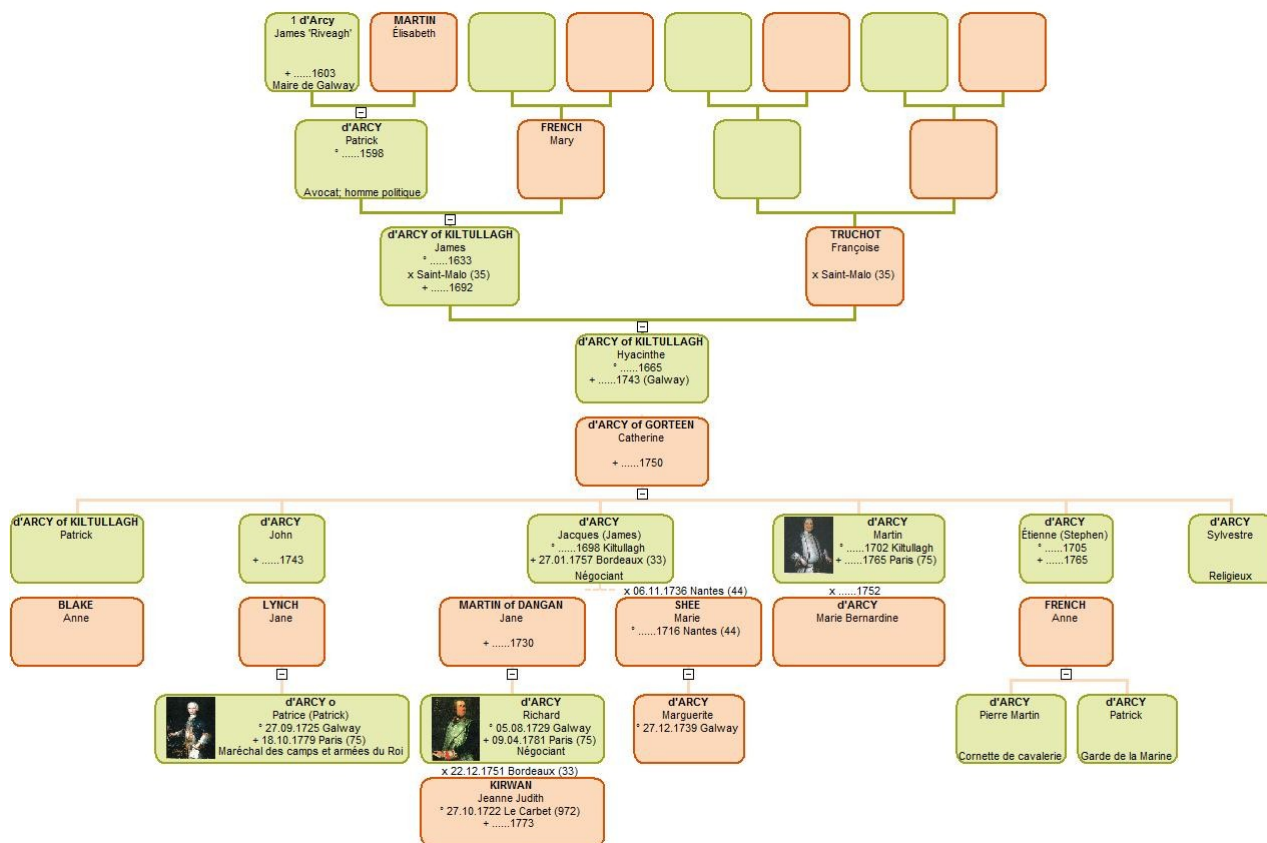 1 d'Arcy
James 'Riveagh'
+ ......1603
Maire de Galway
MARTIN
Élisabeth
d'ARCY
Patrick
° ......1598
Avocat; homme politique
FRENCH
Mary
d'ARCY of KILTULLAGH
James
° ......1633
x Saint-Malo (35)
+ ......1692
TRUCHOT
Françoise
x Saint-Malo (35)
d'ARCY of KILTULLAGH
Hyacinthe
° ......1665
+ ......1743 (Galway)
d'ARCY of GORTEEN
Catherine
+ ......1750
d'ARCY of KILTULLAGH
Patrick
d'ARCY
John
+ ......1743
d'ARCY
Jacques (James)
° ......1698 Kiltullagh
+ 27.01.1757 Bordeaux (33)
Négociant
d'ARCY
Martin
° ......1702 Kiltullagh
+ ......1765 Paris (75)
d'ARCY
Étienne (Stephen)
° ......1705
+ ......1765
d'ARCY
Sylvestre
Religieux
x 06.11.1736 Nantes (44)
x ......1752
BLAKE
Anne
LYNCH
Jane
MARTIN of DANGAN
Jane
+ ......1730
SHEE
Marie
° ......1716 Nantes (44)
d'ARCY
Marie Bernardine
FRENCH
Anne
d'ARCY o
Patrice (Patrick)
° 27.09.1725 Galway
+ 18.10.1779 Paris (75)
Maréchal des camps et armées du Roi
d'ARCY
Richard
° 05.08.1729 Galway
+ 09.04.1781 Paris (75)
Négociant
d'ARCY
Marguerite
° 27.12.1739 Galway
d'ARCY
Pierre Martin
Cornette de cavalerie
d'ARCY
Patrick
Garde de la Marine
x 22.12.1751 Bordeaux (33)
KIRWAN
Jeanne Judith
° 27.10.1722 Le Carbet (972)
+ ......1773